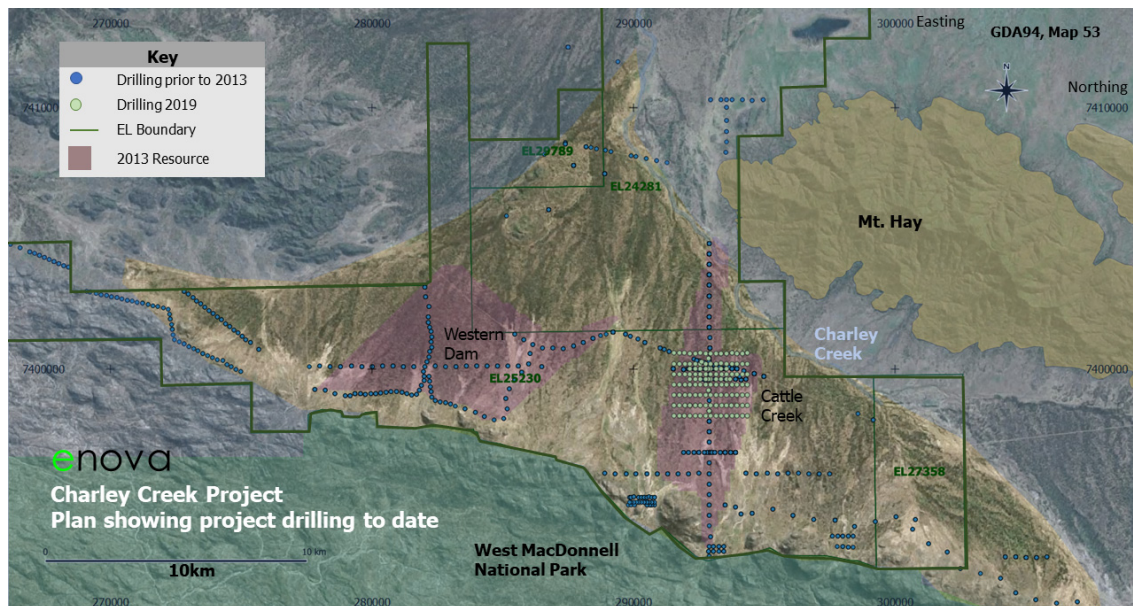 270000
280000
290000
300000
Easting
GDA94, Map 53
Key
Drilling prior to 2013
Drilling 2019
EL Boundary
2013 Resource
N
Northing
7410000
7410000
EL29789
EL24281
Mt. Hay
Western
Dam
Charley
Creek
7400000
7400000
EL25230
Cattle
Creek
EL27358
enova
Charley Creek Project
Plan showing project drilling to date
0
10 km
10km
West MacDonnell
National Park
270000
280000
290000
300000